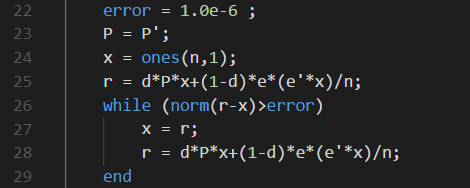 22 error = 1.0e-6 ;
23 P = P';
24 x = ones(n,1);
25 r = d*P*x+(1-d)*e*(e'*x)/n;
26 while (norm(r-x)>error)
27 x = r;
28 r = d*P*x+(1-d)*e*(e'*x)/n;
29 end